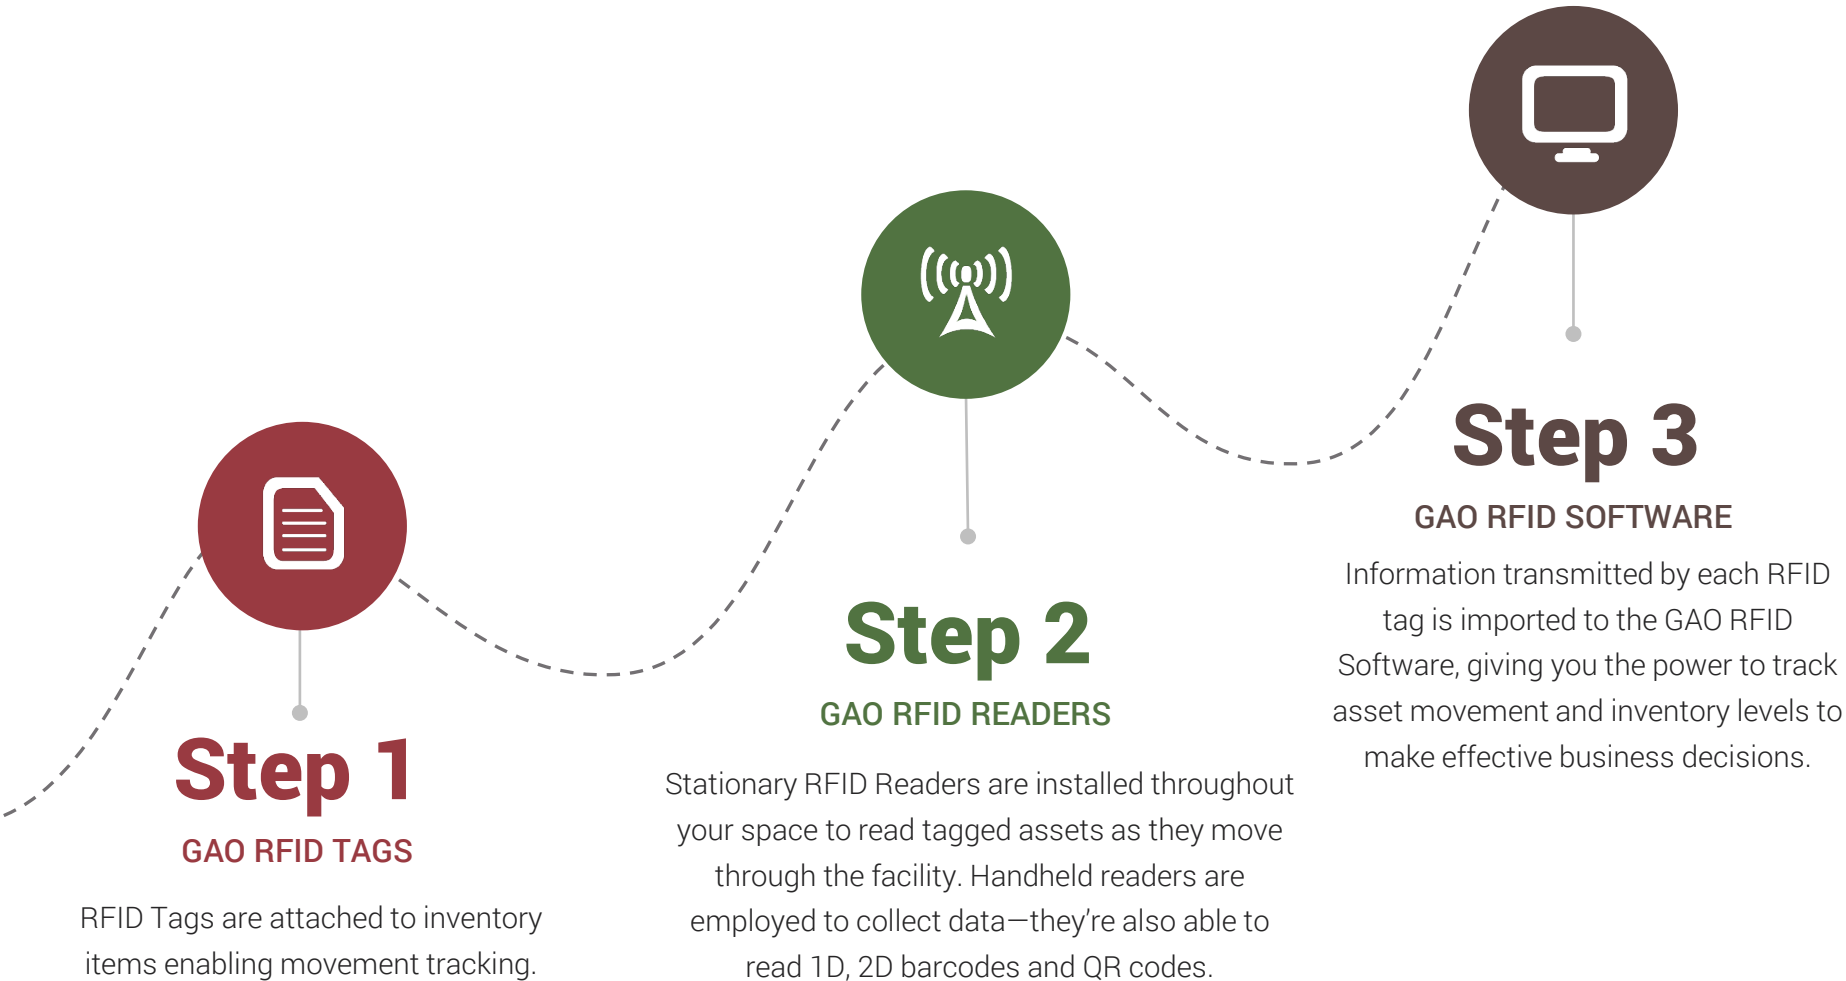 Step 1
GAO RFID TAGS
RFID Tags are attached to inventory
items enabling movement tracking.
Step 2
GAO RFID READERS
Stationary RFID Readers are installed throughout
your space to read tagged assets as they move
through the facility. Handheld readers are
employed to collect data—they're also able to
read 1D, 2D barcodes and QR codes.
Step 3
GAO RFID SOFTWARE
Information transmitted by each RFID
tag is imported to the GAO RFID
Software, giving you the power to track
asset movement and inventory levels to
make effective business decisions.